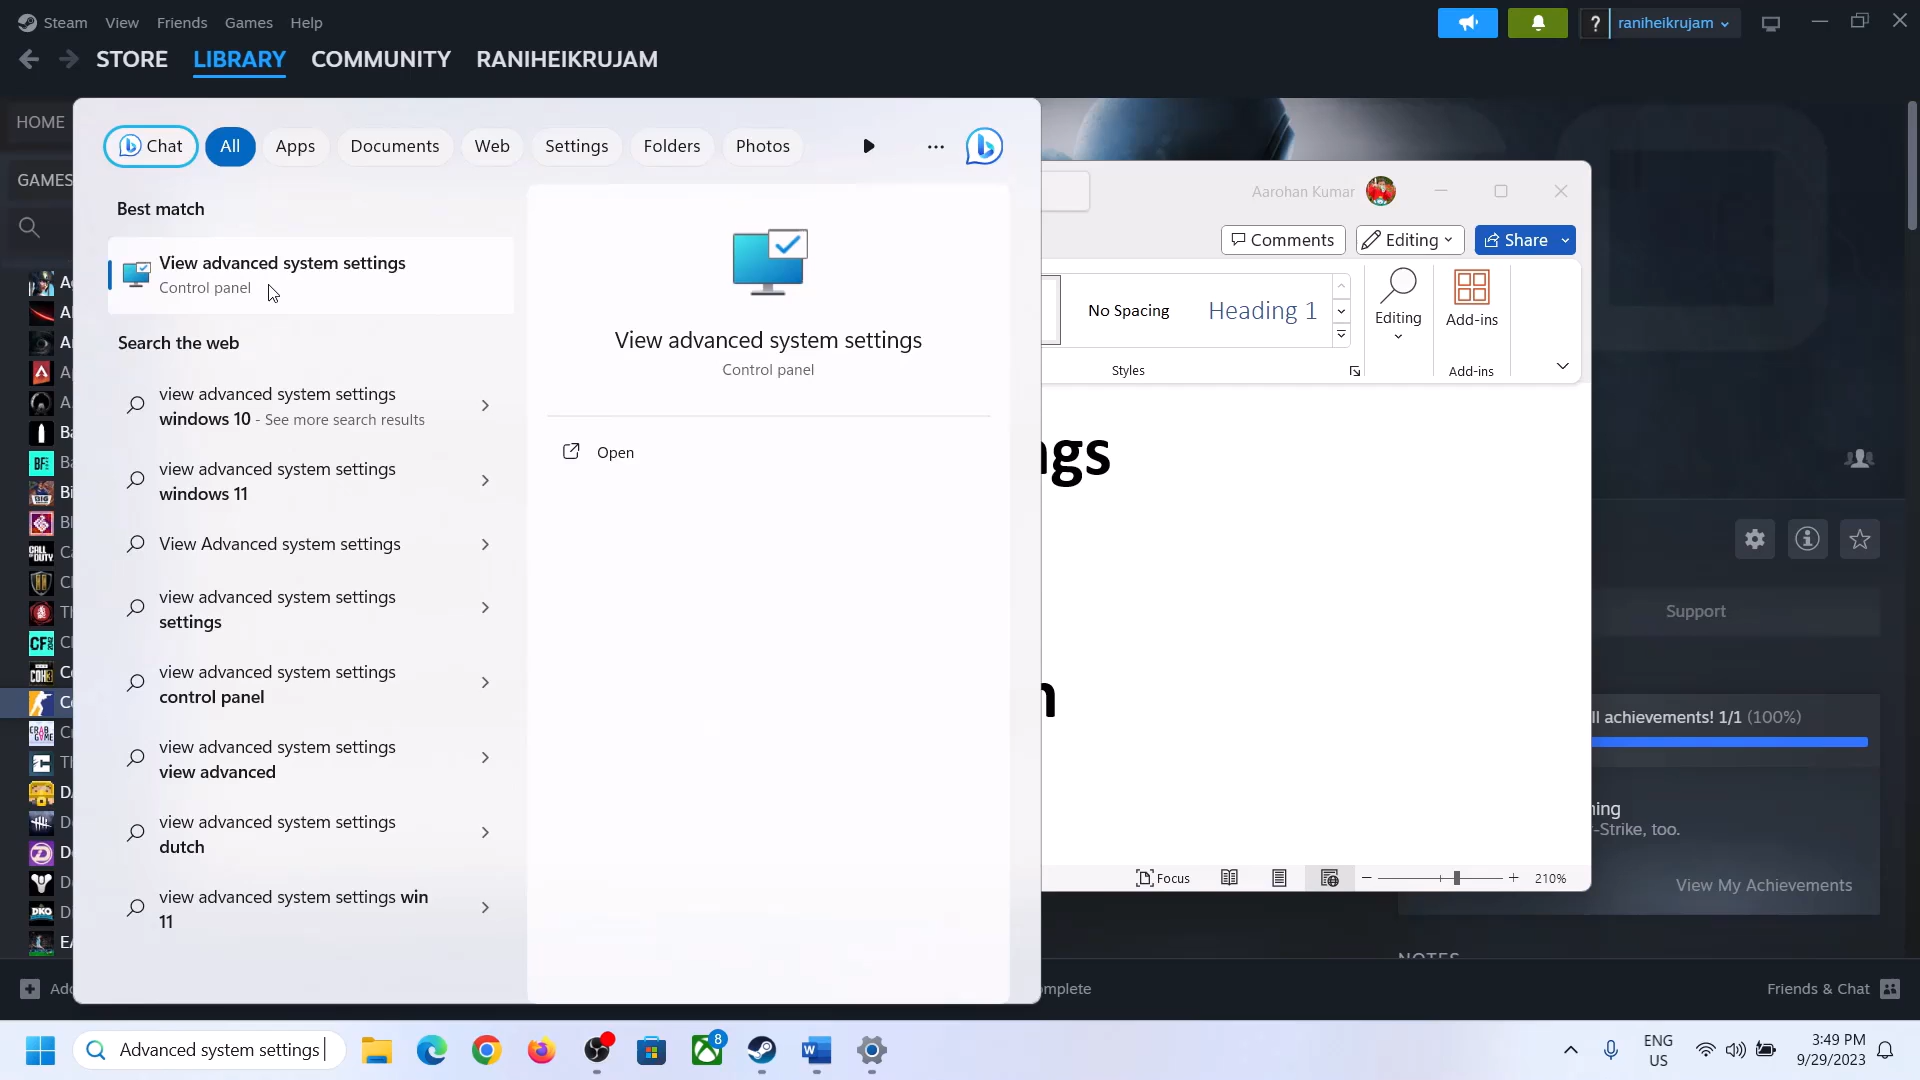 Steam View Friends Games Help
raniheikrujam
STORE LIBRARY COMMUNITY RANIHEIKRUJAM
HOME
GAMES
Chat All Apps Documents Web Settings Folders Photos
Best match
View advanced system settings
Control panel
Search the web
view advanced system settings
windows 10 - See more search results
view advanced system settings
windows 11
View Advanced system settings
view advanced system settings
settings
view advanced system settings
control panel
view advanced system settings
view advanced
view advanced system settings
dutch
view advanced system settings win
11
View advanced system settings
Control panel
Open
Aarohan Kumar
Comments Editing Share
No Spacing Heading 1
Editing
Add-ins
Styles
Add-ins
ngs
n
Focus
210%
Support
ll achievements! 1/1 (100%)
-Strike, too.
View My Achievements
NOTES
Add
mplete
Friends & Chat
Advanced system settings
8
ENG
US
3:49 PM
9/29/2023